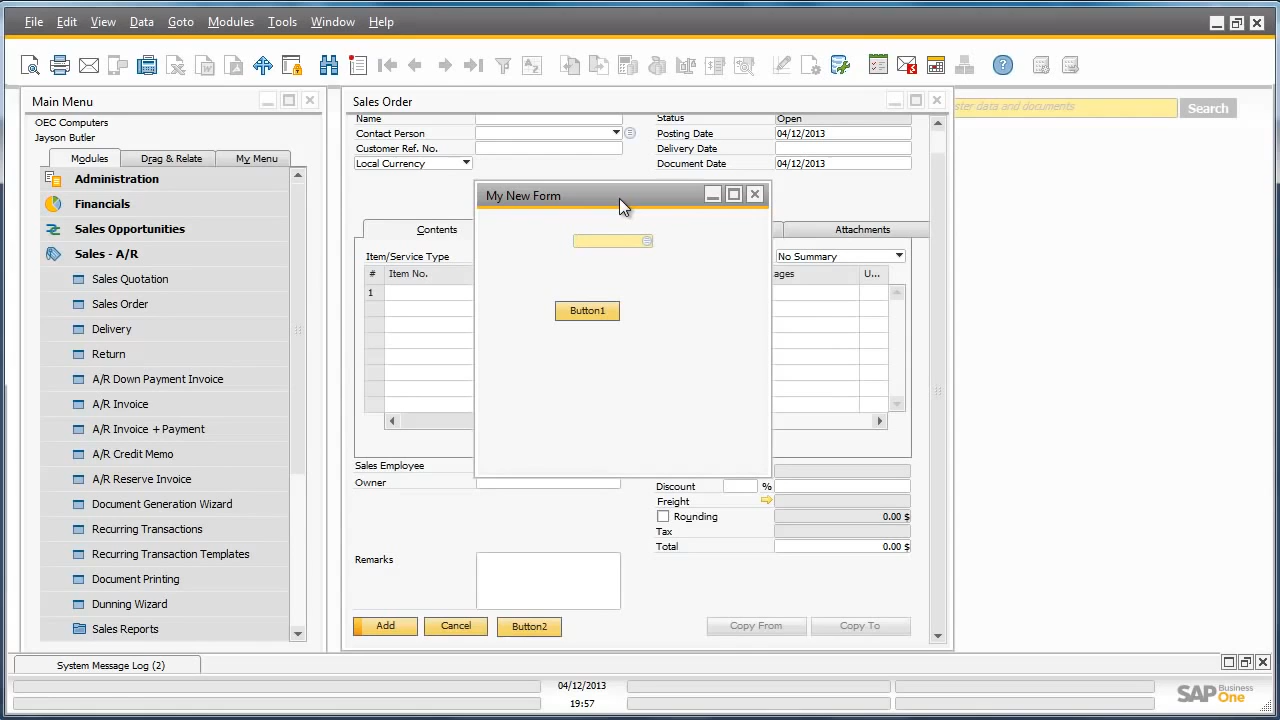 File Edit View Data Goto Modules Tools Window Help
Main Menu
OEC Computers
Jayson Butler
Modules Drag & Relate My Menu
Administration
Financials
Sales Opportunities
Sales - A/R
Sales Quotation
Sales Order
Delivery
Return
A/R Down Payment Invoice
A/R Invoice
A/R Invoice + Payment
A/R Credit Memo
A/R Reserve Invoice
Document Generation Wizard
Recurring Transactions
Recurring Transaction Templates
Document Printing
Dunning Wizard
Sales Reports
Sales Order
Name
Contact Person
Customer Ref. No.
Local Currency
Status Open
Posting Date 04/12/2013
Delivery Date
Document Date 04/12/2013
ster data and documents Search
My New Form
Button1
Contents Attachments
Item/Service Type No Summary
# Item No. ages U...
1
Sales Employee
Owner
Discount %
Freight
Rounding 0.00 $
Tax
Total 0.00 $
Remarks
Add Cancel Button2 Copy From Copy To
System Message Log (2)
04/12/2013
19:57
SAP Business One